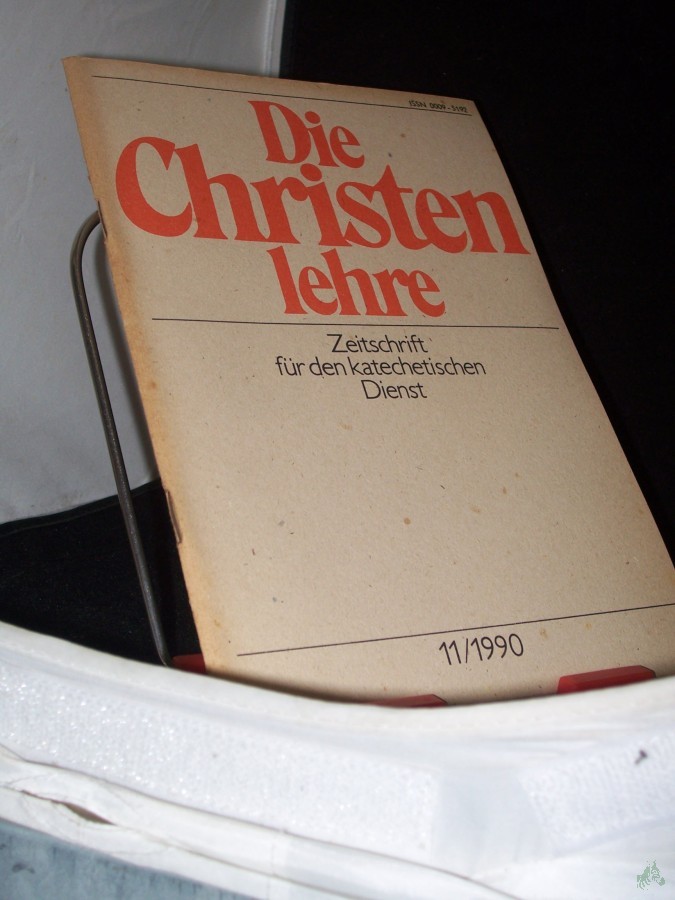 ISSN 0009-5192
Die
Christen
lehre
Zeitschrift
für den katechetischen
Dienst
11/1990